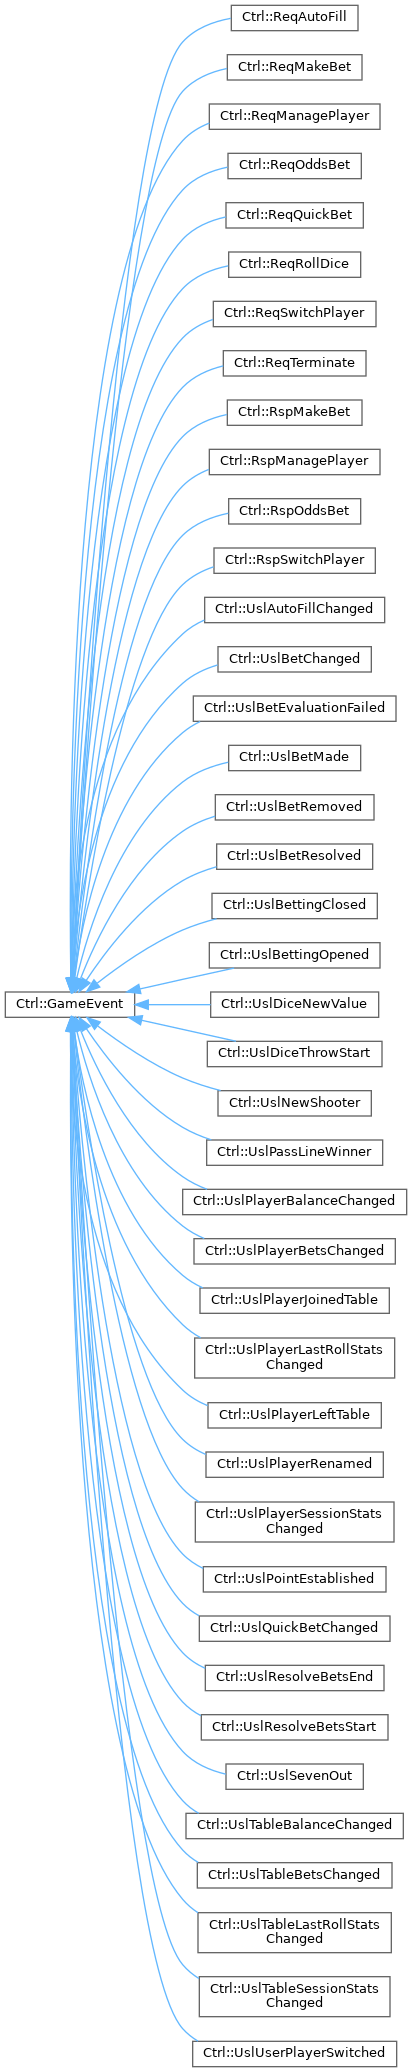 Ctrl::ReqAutoFill
Ctrl::ReqMakeBet
Ctrl::ReqManagePlayer
Ctrl::ReqOddsBet
Ctrl::ReqQuickBet
Ctrl::ReqRollDice
Ctrl::ReqSwitchPlayer
Ctrl::ReqTerminate
Ctrl::RspMakeBet
Ctrl::RspManagePlayer
Ctrl::RspOddsBet
Ctrl::RspSwitchPlayer
Ctrl::UslAutoFillChanged
Ctrl::UslBetChanged
Ctrl::UslBetEvaluationFailed
Ctrl::UslBetMade
Ctrl::UslBetRemoved
Ctrl::UslBetResolved
Ctrl::UslBettingClosed
Ctrl::UslBettingOpened
Ctrl::GameEvent
Ctrl::UslDiceNewValue
Ctrl::UslDiceThrowStart
Ctrl::UslNewShooter
Ctrl::UslPassLineWinner
Ctrl::UslPlayerBalanceChanged
Ctrl::UslPlayerBetsChanged
Ctrl::UslPlayerJoinedTable
Ctrl::UslPlayerLastRollStats
Changed
Ctrl::UslPlayerLeftTable
Ctrl::UslPlayerRenamed
Ctrl::UslPlayerSessionStats
Changed
Ctrl::UslPointEstablished
Ctrl::UslQuickBetChanged
Ctrl::UslResolveBetsEnd
Ctrl::UslResolveBetsStart
Ctrl::UslSevenOut
Ctrl::UslTableBalanceChanged
Ctrl::UslTableBetsChanged
Ctrl::UslTableLastRollStats
Changed
Ctrl::UslTableSessionStats
Changed
Ctrl::UslUserPlayerSwitched